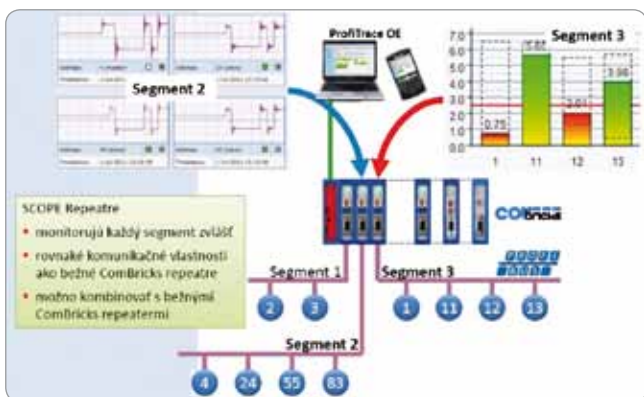 ProfiTrace OE
Segment 3
7.0
6.0
5.0
4.0
3.0
2.0
1.0
0.0
0.75
5.66
2.01
3.98
1
11
12
13
Segment 2
SCOPE Repeatre
• monitorujú každý segment zvlášť
• rovnaké komunikačné vlastnosti
ako bežné ComBricks repeatre
• možno kombinovať s bežnými
ComBricks repeatermi
Segment 1
2
3
Segment 3
1
11
12
13
Segment 2
4
24
55
83